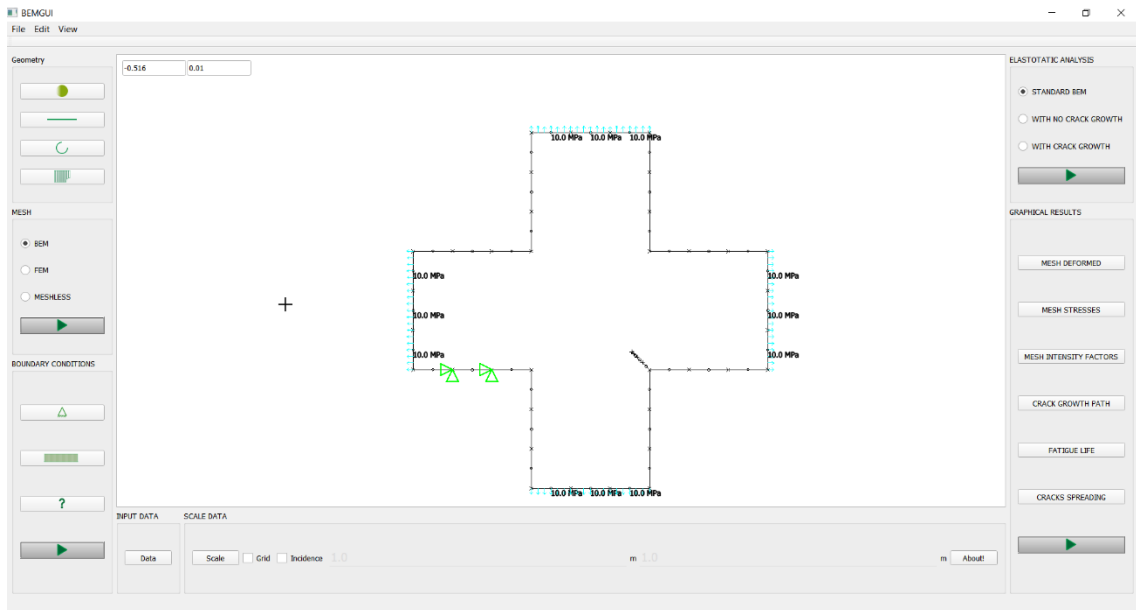 BEMGUI
File Edit View
Geometry
MESH
BEM
FEM
MESHLESS
BOUNDARY CONDITIONS
?
-0.516 0.01
10.0 MPa 10.0 MPa 10.0 MPa
10.0 MPa 10.0 MPa
10.0 MPa 10.0 MPa
10.0 MPa 10.0 MPa
10.0 MPa 10.0 MPa 10.0 MPa
INPUT DATA SCALE DATA
Data Scale Grid Incidence 1.0 m 1.0 m About!
ELASTOTATIC ANALYSIS
STANDARD BEM
WITH NO CRACK GROWTH
WITH CRACK GROWTH
GRAPHICAL RESULTS
MESH DEFORMED
MESH STRESSES
MESH INTENSITY FACTORS
CRACK GROWTH PATH
FATIGUE LIFE
CRACKS SPREADING